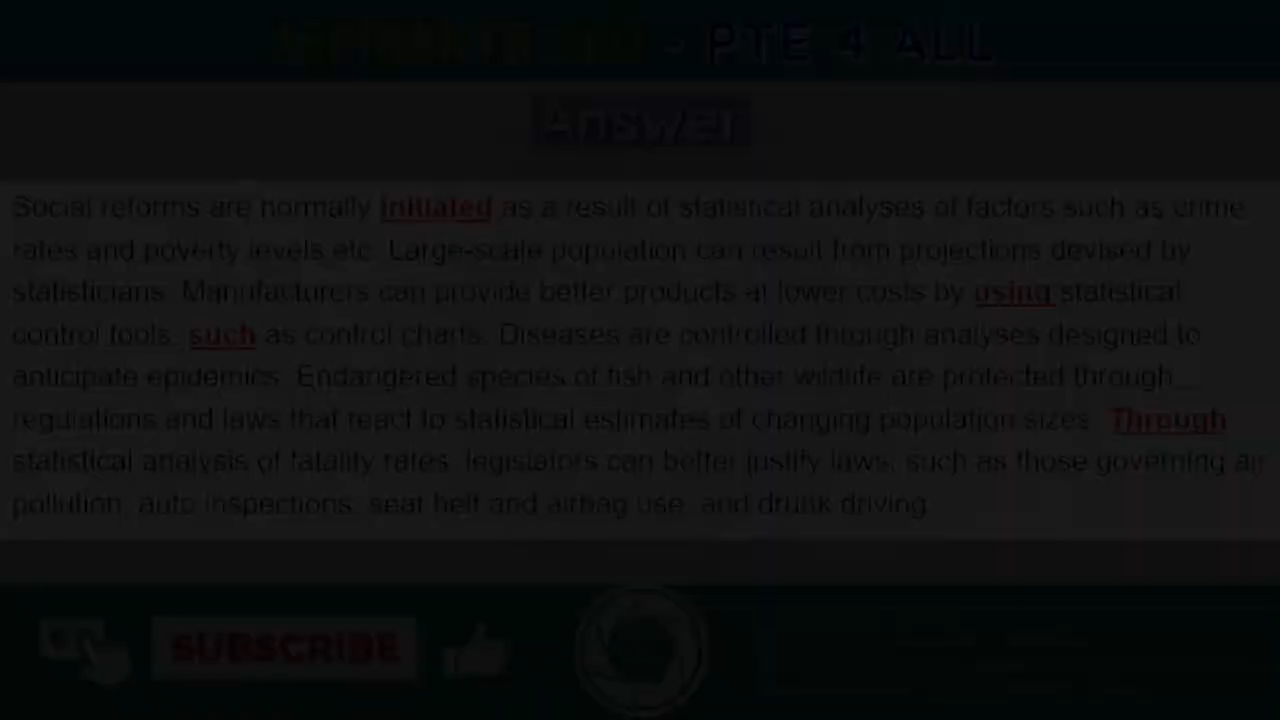 - PTE 4 ALL
Answer
Social reforms are normally initiated as a result of statistical analyses of factors such as crime
rates and poverty levels etc. Large-scale population can result from projections devised by
statisticians. Manufacturers can provide better products at lower costs by using statistical
control tools, such as control charts. Diseases are controlled through analyses designed to
anticipate epidemics. Endangered species of fish and other wildlife are protected through
regulations and laws that react to statistical estimates of changing population sizes. Through
statistical analysis of fatality rates, legislators can better justify laws, such as those governing air
pollution, auto inspections, seat belt and airbag use, and drunk driving.
SUBSCRIBE